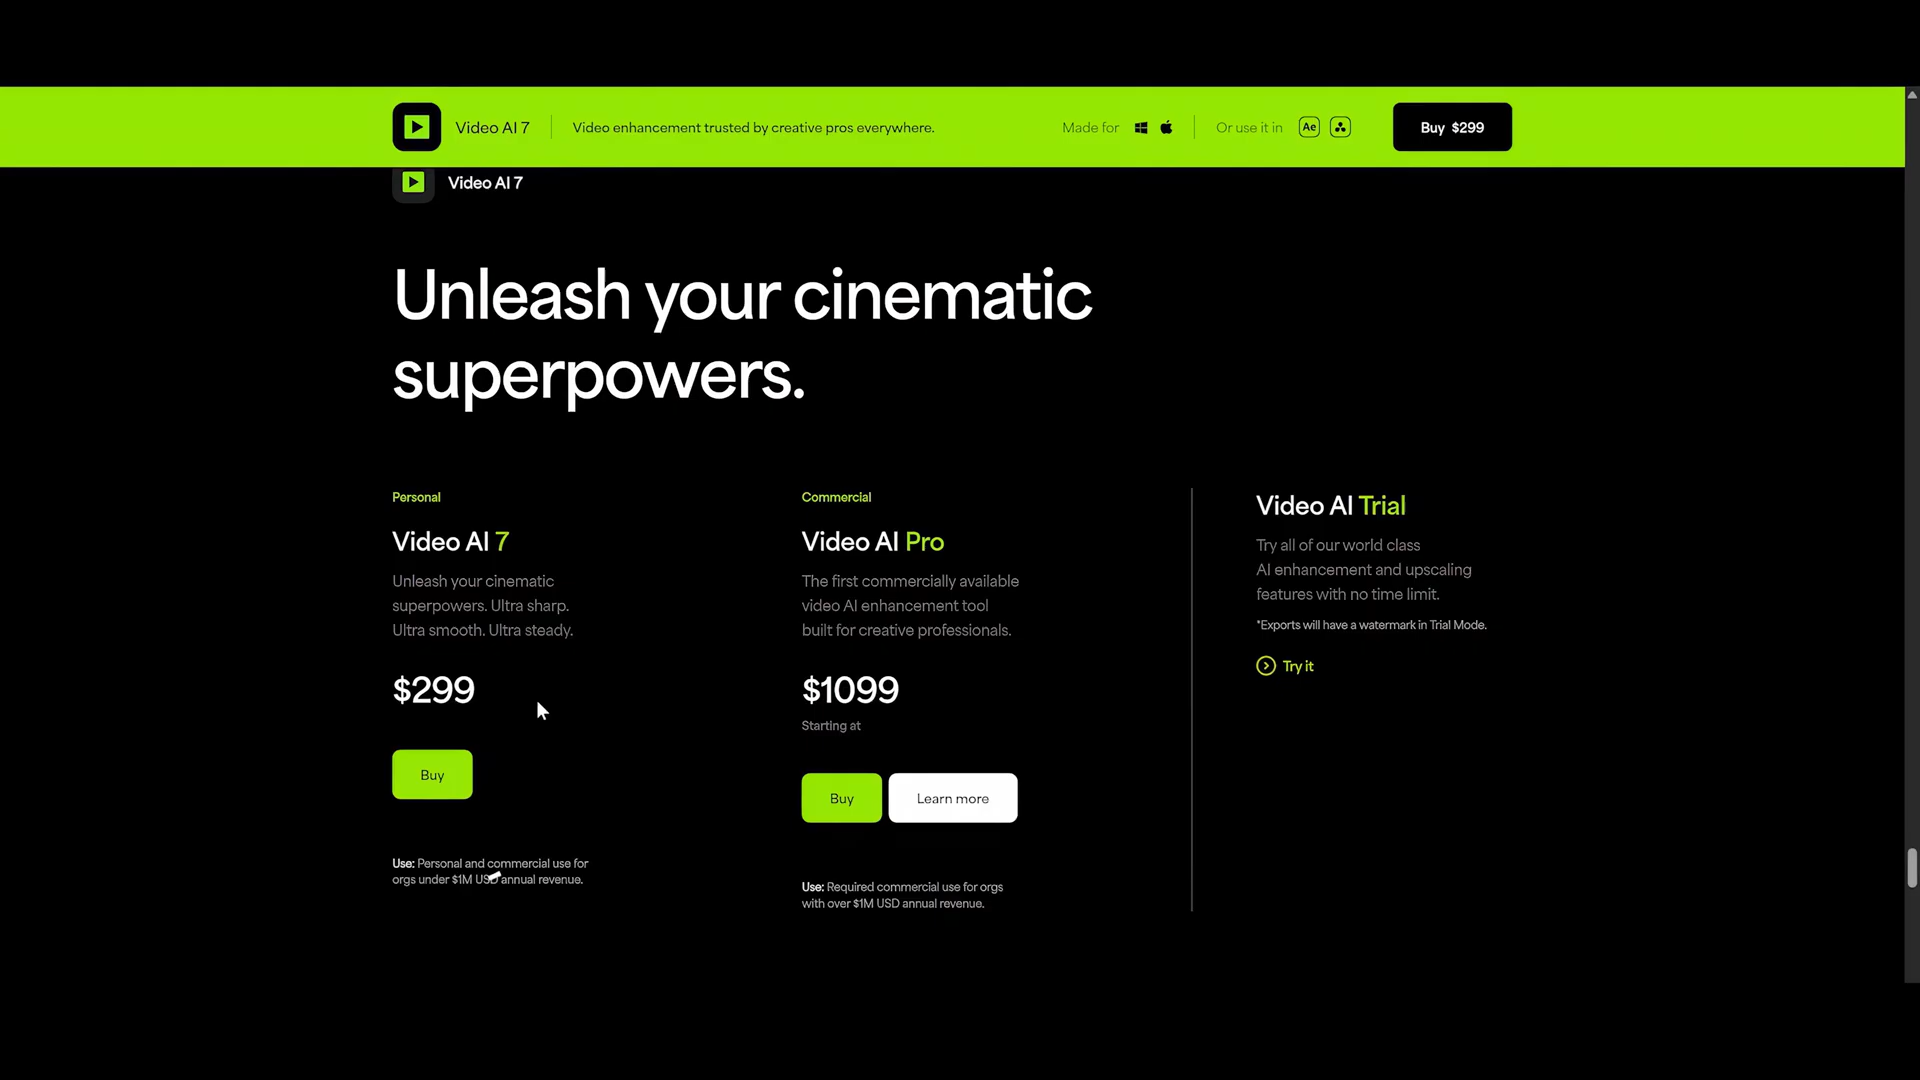 Video AI 7
Video enhancement trusted by creative pros everywhere.
Made for
Or use it in
Ae
Buy $299
Video AI 7
Unleash your cinematic
superpowers.
Personal
Video AI 7
Unleash your cinematic
superpowers. Ultra sharp.
Ultra smooth. Ultra steady.
$299
Buy
Use: Personal and commercial use for
orgs under $1M USD annual revenue.
Commercial
Video AI Pro
The first commercially available
video AI enhancement tool
built for creative professionals.
$1099
Starting at
Buy
Learn more
Use: Required commercial use for orgs
with over $1M USD annual revenue.
Video AI Trial
Try all of our world class
AI enhancement and upscaling
features with no time limit.
*Exports will have a watermark in Trial Mode.
Try it